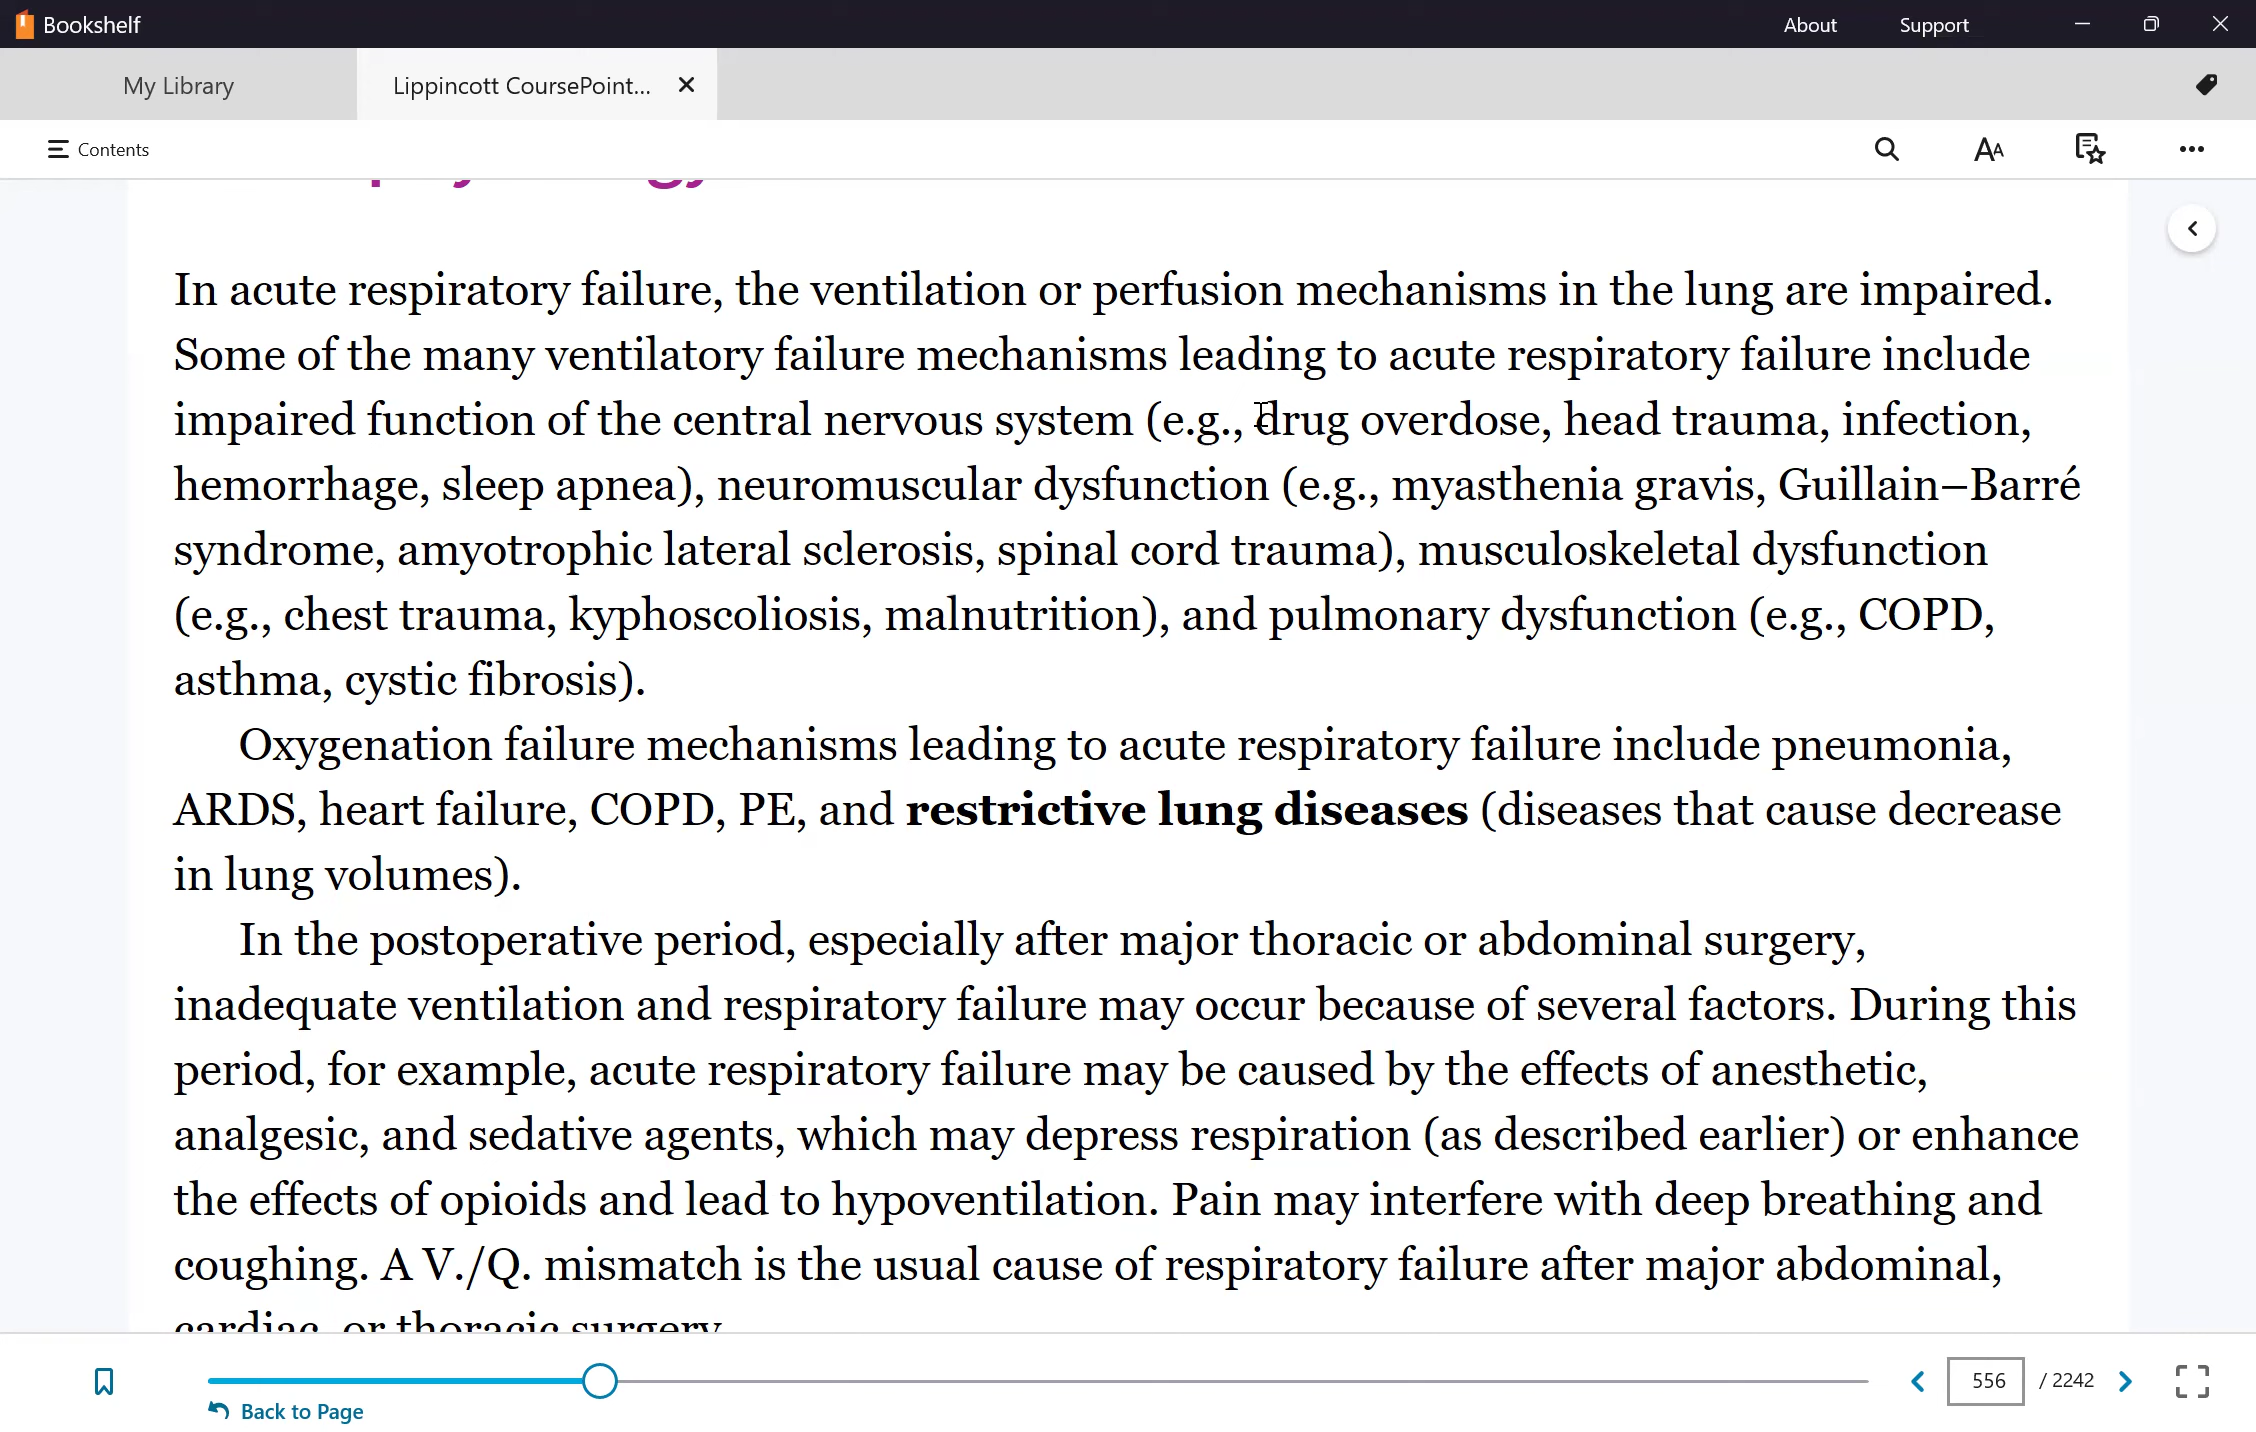 Bookshelf
About
Support
My Library
Lippincott CoursePoint...
Contents
In acute respiratory failure, the ventilation or perfusion mechanisms in the lung are impaired.
Some of the many ventilatory failure mechanisms leading to acute respiratory failure include
impaired function of the central nervous system (e.g., drug overdose, head trauma, infection,
hemorrhage, sleep apnea), neuromuscular dysfunction (e.g., myasthenia gravis, Guillain–Barré
syndrome, amyotrophic lateral sclerosis, spinal cord trauma), musculoskeletal dysfunction
(e.g., chest trauma, kyphoscoliosis, malnutrition), and pulmonary dysfunction (e.g., COPD,
asthma, cystic fibrosis).
Oxygenation failure mechanisms leading to acute respiratory failure include pneumonia,
ARDS, heart failure, COPD, PE, and restrictive lung diseases (diseases that cause decrease
in lung volumes).
In the postoperative period, especially after major thoracic or abdominal surgery,
inadequate ventilation and respiratory failure may occur because of several factors. During this
period, for example, acute respiratory failure may be caused by the effects of anesthetic,
analgesic, and sedative agents, which may depress respiration (as described earlier) or enhance
the effects of opioids and lead to hypoventilation. Pain may interfere with deep breathing and
coughing. A V./Q. mismatch is the usual cause of respiratory failure after major abdominal,
cardiac, or thoracic surgery.
556 / 2242
Back to Page